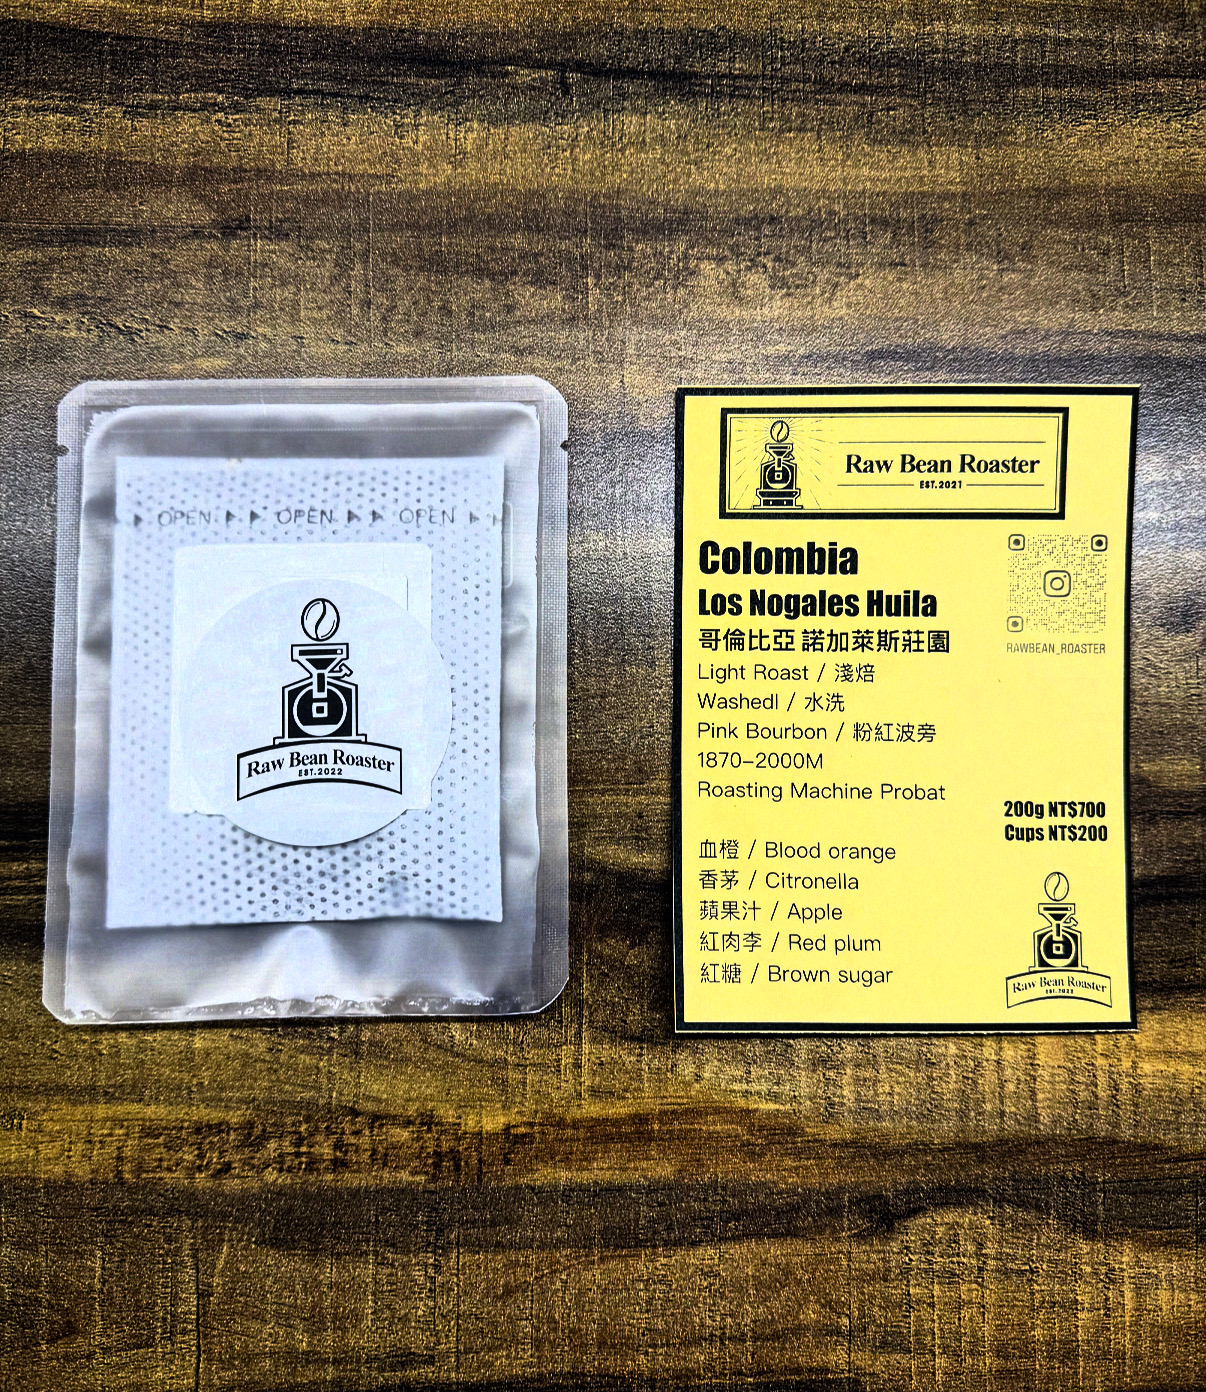 OPEN OPEN OPEN
Raw Bean Roaster
EST.2022
Raw Bean Roaster
EST.2021
Colombia
Los Nogales Huila
哥倫比亞 諾加萊斯莊園
Light Roast / 淺焙
Washedl / 水洗
Pink Bourbon / 粉紅波旁
1870-2000M
Roasting Machine Probat
RAWBEAN_ROASTER
200g NT$700
Cups NT$200
血橙 / Blood orange
香茅 / Citronella
蘋果汁 / Apple
紅肉李 / Red plum
紅糖 / Brown sugar
Raw Bean Roaster
EST.2022